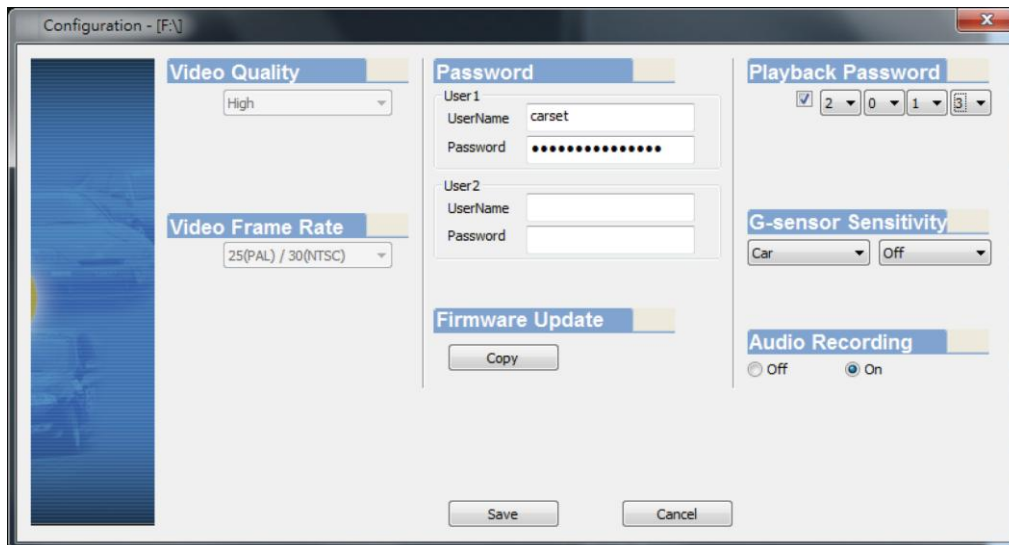 Configuration - [F:\]
Video Quality
High
Video Frame Rate
25(PAL) / 30(NTSC)
Password
User1
UserName
carset
Password
●●●●●●●●●●●●●●●
User2
UserName
Password
Firmware Update
Copy
Playback Password
2 0 1 3
G-sensor Sensitivity
Car Off
Audio Recording
Off On
Save Cancel